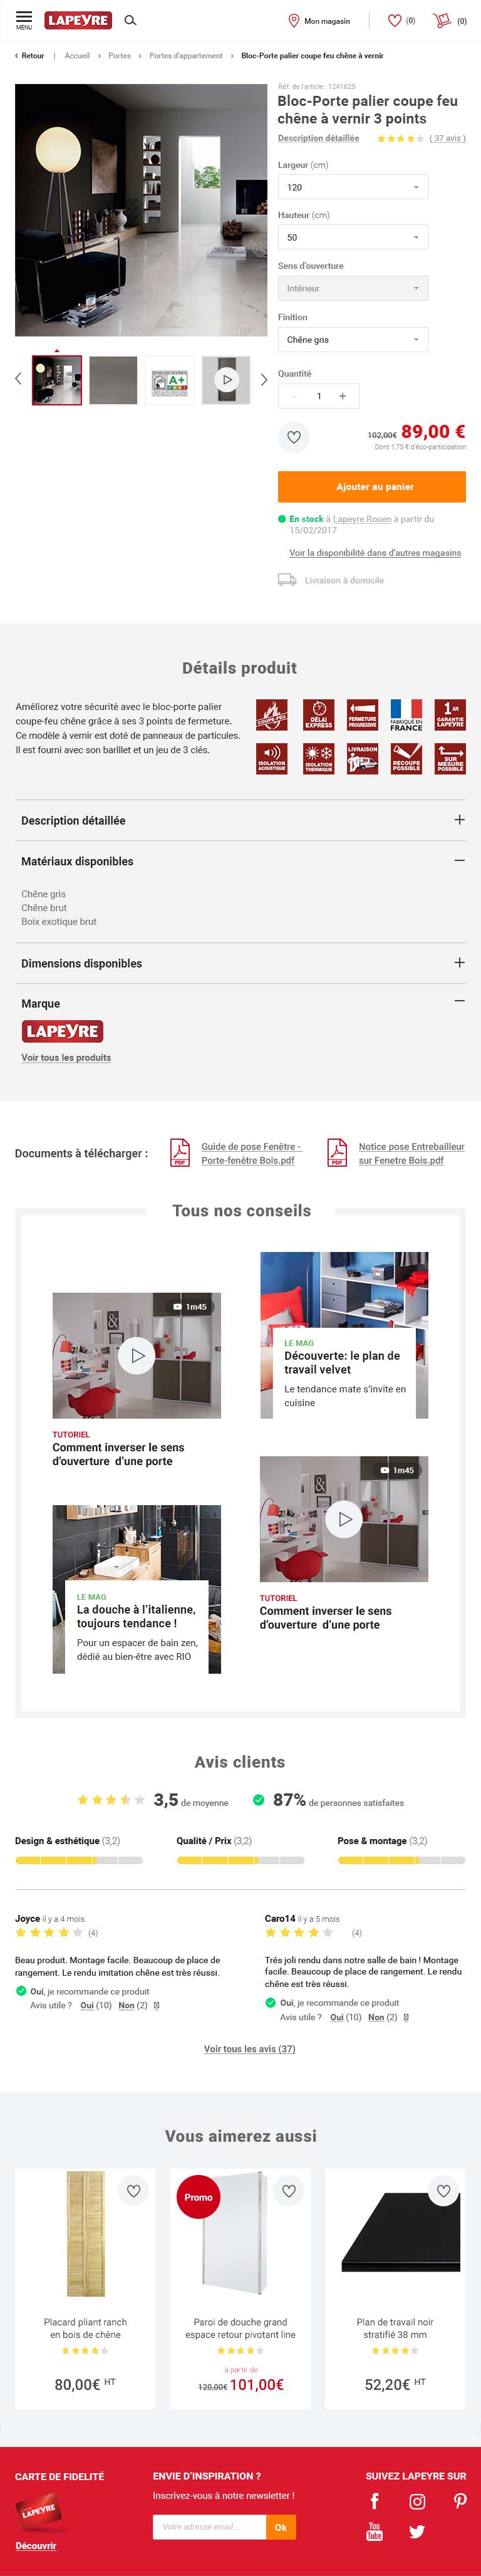 MENU
LAPEYRE
Mon magasin
(0)
(0)
Retour | Accueil > Portes > Portes d'appartement > Bloc-Porte palier coupe feu chêne à vernir
Réf. de l'article : 1241625
Bloc-Porte palier coupe feu
chêne à vernir 3 points
Description détaillée
( 37 avis )
Largeur (cm)
120
Hauteur (cm)
50
Sens d'ouverture
Intérieur
Finition
Chêne gris
A+
Quantité
- 1 +
102,00€ 89,00 €
Dont 1,75 € d'éco-participation
Ajouter au panier
En stock à Lapeyre Rouen à partir du
15/02/2017
Voir la disponibilité dans d'autres magasins
Livraison à domicile
Détails produit
Améliorez votre sécurité avec le bloc-porte palier
coupe-feu chêne grâce à ses 3 points de fermeture.
Ce modèle à vernir est doté de panneaux de particules.
Il est fourni avec son barillet et un jeu de 3 clés.
COUPE-FEU
DÉLAI
EXPRESS
FERMETURE
PROGRESSIVE
FABRIQUÉ EN
FRANCE
1 AN
GARANTIE
LAPEYRE
ISOLATION
ACOUSTIQUE
ISOLATION
THERMIQUE
LIVRAISON
RECOUPE
POSSIBLE
SUR
MESURE
POSSIBLE
Description détaillée
Matériaux disponibles
Chêne gris
Chêne brut
Boix exotique brut
Dimensions disponibles
Marque
LAPEYRE
Voir tous les produits
Documents à télécharger :
PDF
Guide de pose Fenêtre -
Porte-fenêtre Bois.pdf
PDF
Notice pose Entrebailleur
sur Fenetre Bois.pdf
Tous nos conseils
1m45
TUTORIEL
Comment inverser le sens
d'ouverture d'une porte
LE MAG
Découverte: le plan de
travail velvet
Le tendance mate s'invite en
cuisine
LE MAG
La douche à l'italienne,
toujours tendance !
Pour un espacer de bain zen,
dédié au bien-être avec RIO
1m45
TUTORIEL
Comment inverser le sens
d'ouverture d'une porte
Avis clients
3,5 de moyenne
87% de personnes satisfaites
Design & esthétique (3,2)
Qualité / Prix (3,2)
Pose & montage (3,2)
Joyce il y a 4 mois
(4)
Beau produit. Montage facile. Beaucoup de place de
rangement. Le rendu imitation chêne est très réussi.
Oui, je recommande ce produit
Avis utile ? Oui (10) Non (2)
Caro14 il y a 5 mois
(4)
Trés joli rendu dans notre salle de bain ! Montage
facile. Beaucoup de place de rangement. Le rendu
chêne est très réussi.
Oui, je recommande ce produit
Avis utile ? Oui (10) Non (2)
Voir tous les avis (37)
Vous aimerez aussi
Placard pliant ranch
en bois de chêne
80,00€ HT
Promo
Paroi de douche grand
espace retour pivotant line
à partir de
120,00€ 101,00€
Plan de travail noir
stratifié 38 mm
52,20€ HT
CARTE DE FIDELITÉ
LAPEYRE
Découvrir
ENVIE D'INSPIRATION ?
Inscrivez-vous à notre newsletter !
Votre adresse email...
Ok
SUIVEZ LAPEYRE SUR
You
Tube